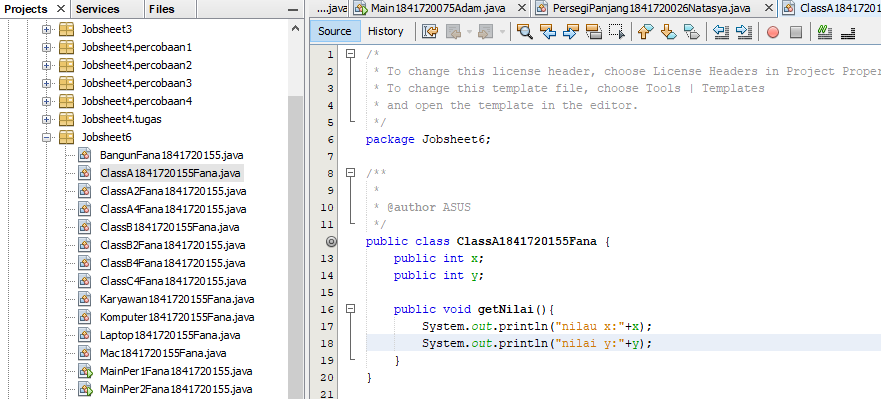 Projects Services Files
Jobsheet3
Jobsheet4.percobaan1
Jobsheet4.percobaan2
Jobsheet4.percobaan3
Jobsheet4.percobaan4
Jobsheet4.tugas
Jobsheet6
BangunFana1841720155.java
ClassA1841720155Fana.java
ClassA2Fana1841720155.java
ClassA4Fana1841720155.java
ClassB1841720155Fana.java
ClassB2Fana1841720155.java
ClassB4Fana1841720155.java
ClassC4Fana1841720155.java
Karyawan1841720155Fana.java
Komputer1841720155Fana.java
Laptop1841720155Fana.java
Mac1841720155Fana.java
MainPer1Fana1841720155.java
MainPer2Fana1841720155.java
...java Main1841720075Adam.java PersegiPanjang1841720026Natasya.java ClassA18417201
Source History
1 /*
2 * To change this license header, choose License Headers in Project Proper
3 * To change this template file, choose Tools | Templates
4 * and open the template in the editor.
5 */
6 package Jobsheet6;
7
8 /**
9 *
10 * @author ASUS
11 */
public class ClassA1841720155Fana {
13 public int x;
14 public int y;
15
16 public void getNilai(){
17 System.out.println("nilau x:"+x);
18 System.out.println("nilai y:"+y);
19 }
20 }
21